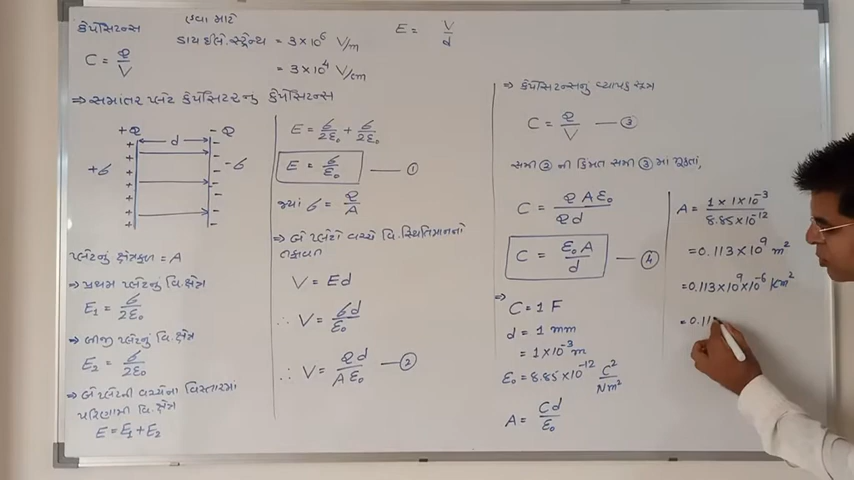 કેપેસિટન્સ
C = Q/V
હવા માટે
ડાયઈલે. સ્ટ્રેન્થ = 3×10⁶ V/m
= 3×10⁴ V/cm
E = V/d
⇒ સમાંતર પ્લેટ કેપેસિટરનું કેપેસિટન્સ
+Q d -Q
+σ -σ
પ્લેટનું ક્ષેત્રફળ = A
⇒ પ્રથમ પ્લેટનું વિ.ક્ષેત્ર
E₁ = σ/2ε₀
⇒ બીજી પ્લેટનું વિ.ક્ષેત્ર
E₂ = σ/2ε₀
⇒ બે પ્લેટની વચ્ચેના વિસ્તારમાં
પરિણામી વિ.ક્ષેત્ર
E = E₁ + E₂
E = σ/2ε₀ + σ/2ε₀
E = σ/ε₀ — ①
જ્યાં σ = Q/A
⇒ બે પ્લેટો વચ્ચે વિ.સ્થિતિમાનનો
તફાવત
V = Ed
∴ V = σd/ε₀
∴ V = Qd/Aε₀ — ②
⇒ કેપેસિટન્સનું વ્યાપક સૂત્ર
C = Q/V — ③
સમી ② ની કિંમત સમી ③ માં મૂકતાં,
C = QAε₀/Qd
C = ε₀A/d — ④
⇒ C = 1 F
d = 1 mm
= 1×10⁻³ m
ε₀ = 8.85×10⁻¹² C²/Nm²
A = Cd/ε₀
A = 1×1×10⁻³/8.85×10⁻¹²
= 0.113×10⁹ m²
= 0.113×10⁹×10⁻⁶ km²
= 0.11